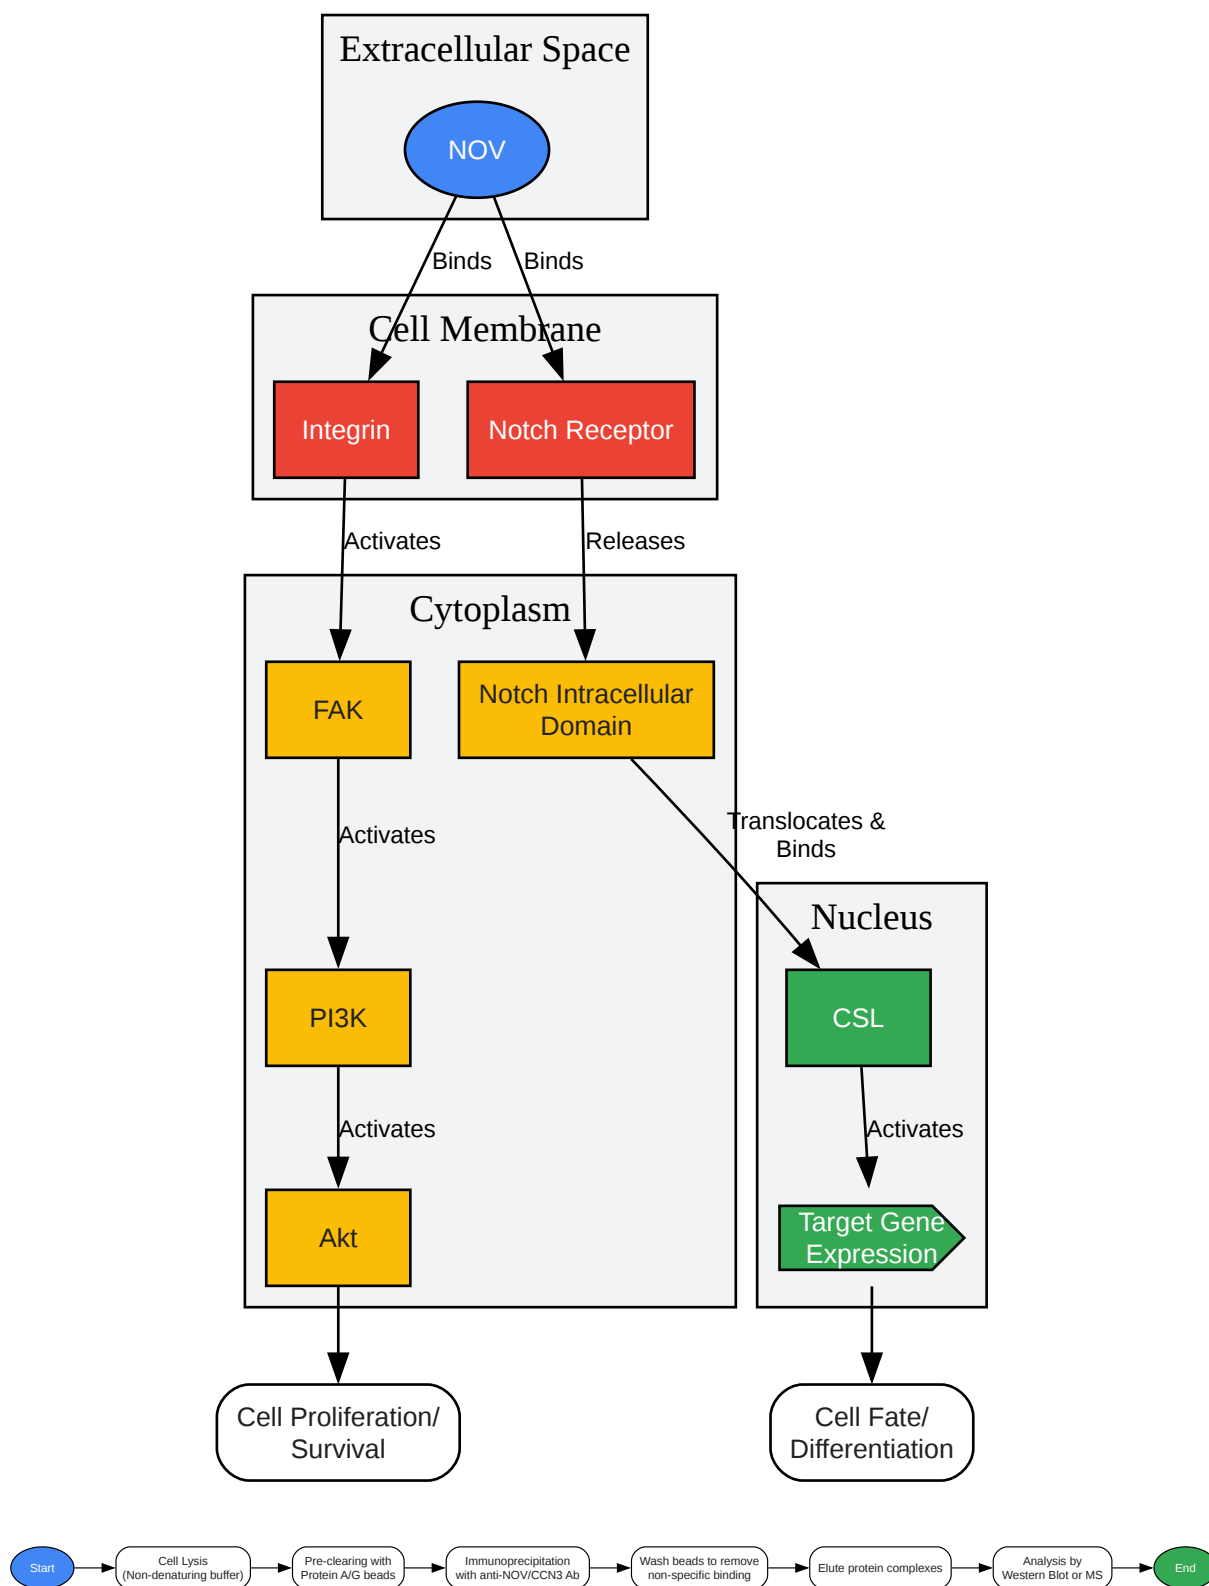 Extracellular Space
NOV
Binds
Binds
Cell Membrane
Integrin
Notch Receptor
Activates
Releases
Cytoplasm
FAK
Notch Intracellular
Domain
Activates
Translocates &
Binds
Nucleus
PI3K
CSL
Activates
Activates
Akt
Target Gene
Expression
Cell Proliferation/
Survival
Cell Fate/
Differentiation
Start
Cell Lysis
(Non-denaturing buffer)
Pre-clearing with
Protein A/G beads
Immunoprecipitation
with anti-NOV/CCN3 Ab
Wash beads to remove
non-specific binding
Elute protein complexes
Analysis by
Western Blot or MS
End